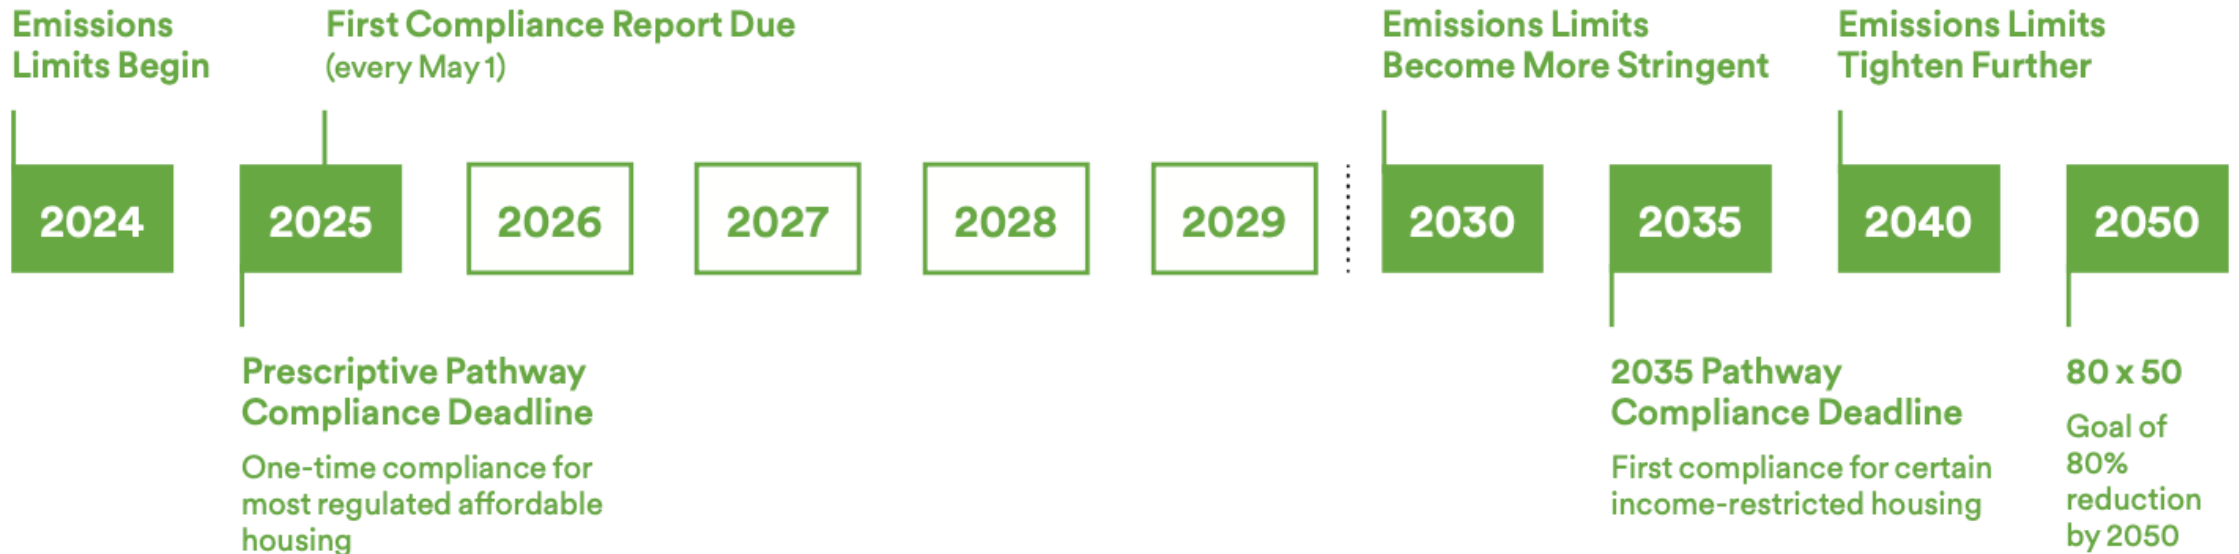 Emissions
Limits Begin
First Compliance Report Due
(every May 1)
Emissions Limits
Become More Stringent
Emissions Limits
Tighten Further
2024
2025
2026
2027
2028
2029
2030
2035
2040
2050
Prescriptive Pathway
Compliance Deadline
One-time compliance for
most regulated affordable
housing
2035 Pathway
Compliance Deadline
First compliance for certain
income-restricted housing
80 x 50
Goal of
80%
reduction
by 2050